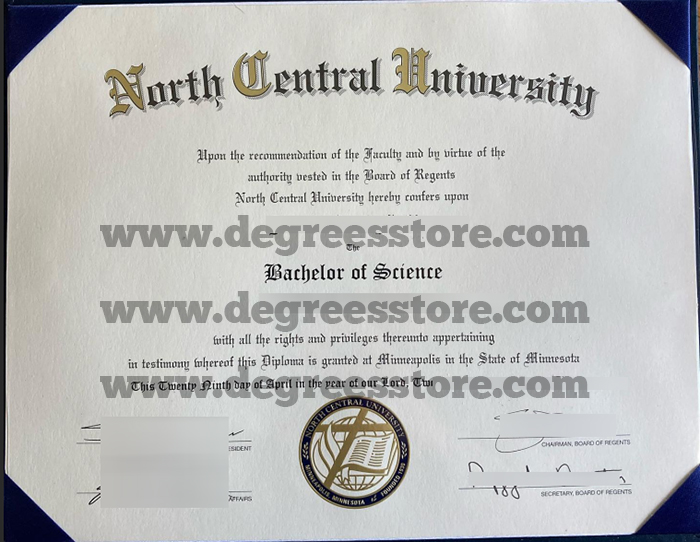 North Central University
Upon the recommendation of the Faculty and by virtue of the
authority vested in the Board of Regents
North Central University hereby confers upon
www.degreesstore.com
The
Bachelor of Science
www.degreesstore.com
with all the rights and privileges thereunto appertaining
in testimony whereof this Diploma is granted at Minneapolis in the State of Minnesota
This Twenty Ninth day of April in the year of our Lord,
www.degreesstore.com
NORTH CENTRAL UNIVERSITY
MINNEAPOLIS, MINNESOTA
FOUNDED 1930
CHAIRMAN, BOARD OF REGENTS
SECRETARY, BOARD OF REGENTS